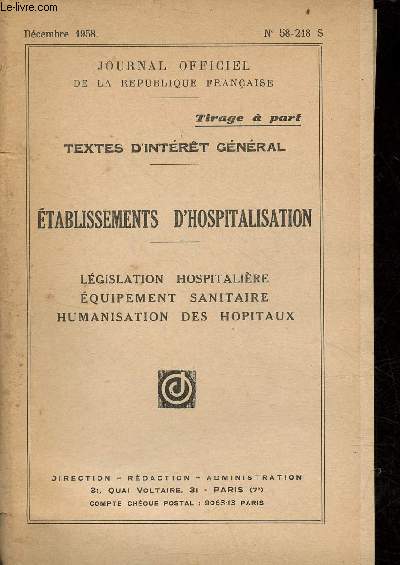 www.le-livre.com
Décembre 1958. N° 58-218 S
JOURNAL OFFICIEL
DE LA REPUBLIQUE FRANÇAISE
Tirage à part
TEXTES D'INTÉRÊT GÉNÉRAL
ÉTABLISSEMENTS D'HOSPITALISATION
LÉGISLATION HOSPITALIÈRE
ÉQUIPEMENT SANITAIRE
HUMANISATION DES HOPITAUX
DIRECTION - RÉDACTION - ADMINISTRATION
31, QUAI VOLTAIRE, 31 - PARIS (7e)
COMPTE CHÈQUE POSTAL : 9063-13 PARIS